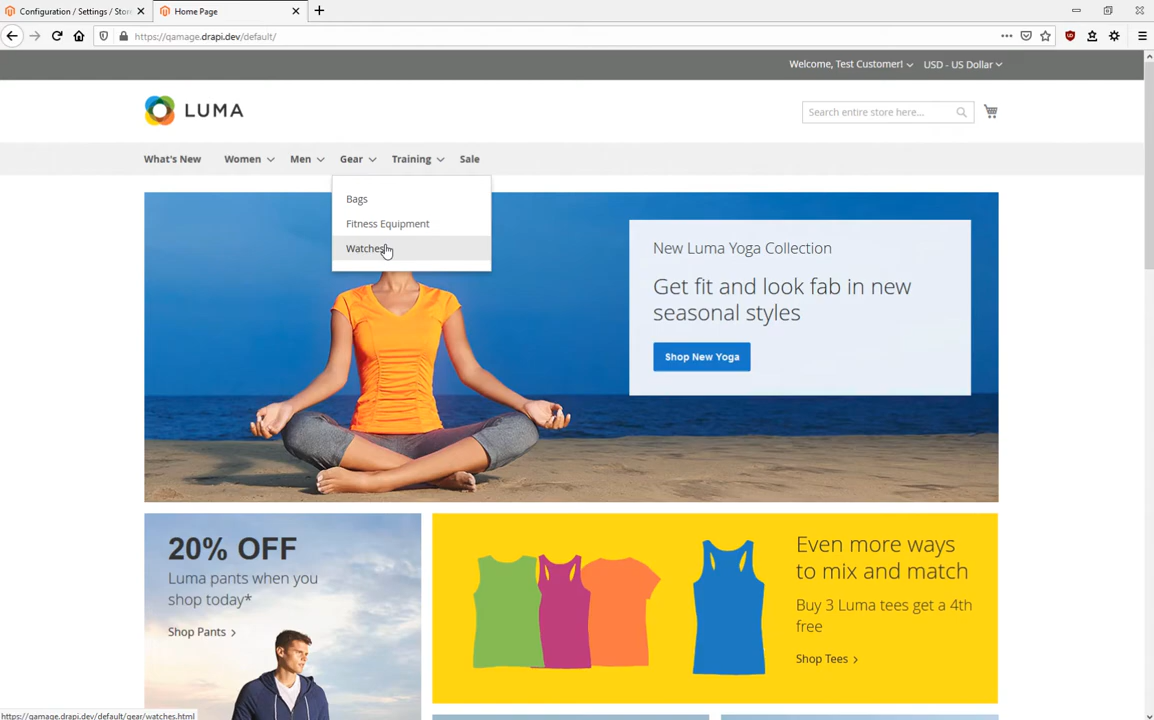 Configuration / Settings / Stor
Home Page
https://qamage.drapi.dev/default/
Welcome, Test Customer!
USD - US Dollar
LUMA
Search entire store here...
What's New
Women
Men
Gear
Training
Sale
Bags
Fitness Equipment
Watches
New Luma Yoga Collection
Get fit and look fab in new
seasonal styles
Shop New Yoga
20% OFF
Luma pants when you
shop today*
Shop Pants
Even more ways
to mix and match
Buy 3 Luma tees get a 4th
free
Shop Tees
https://qamage.drapi.dev/default/gear/watches.html